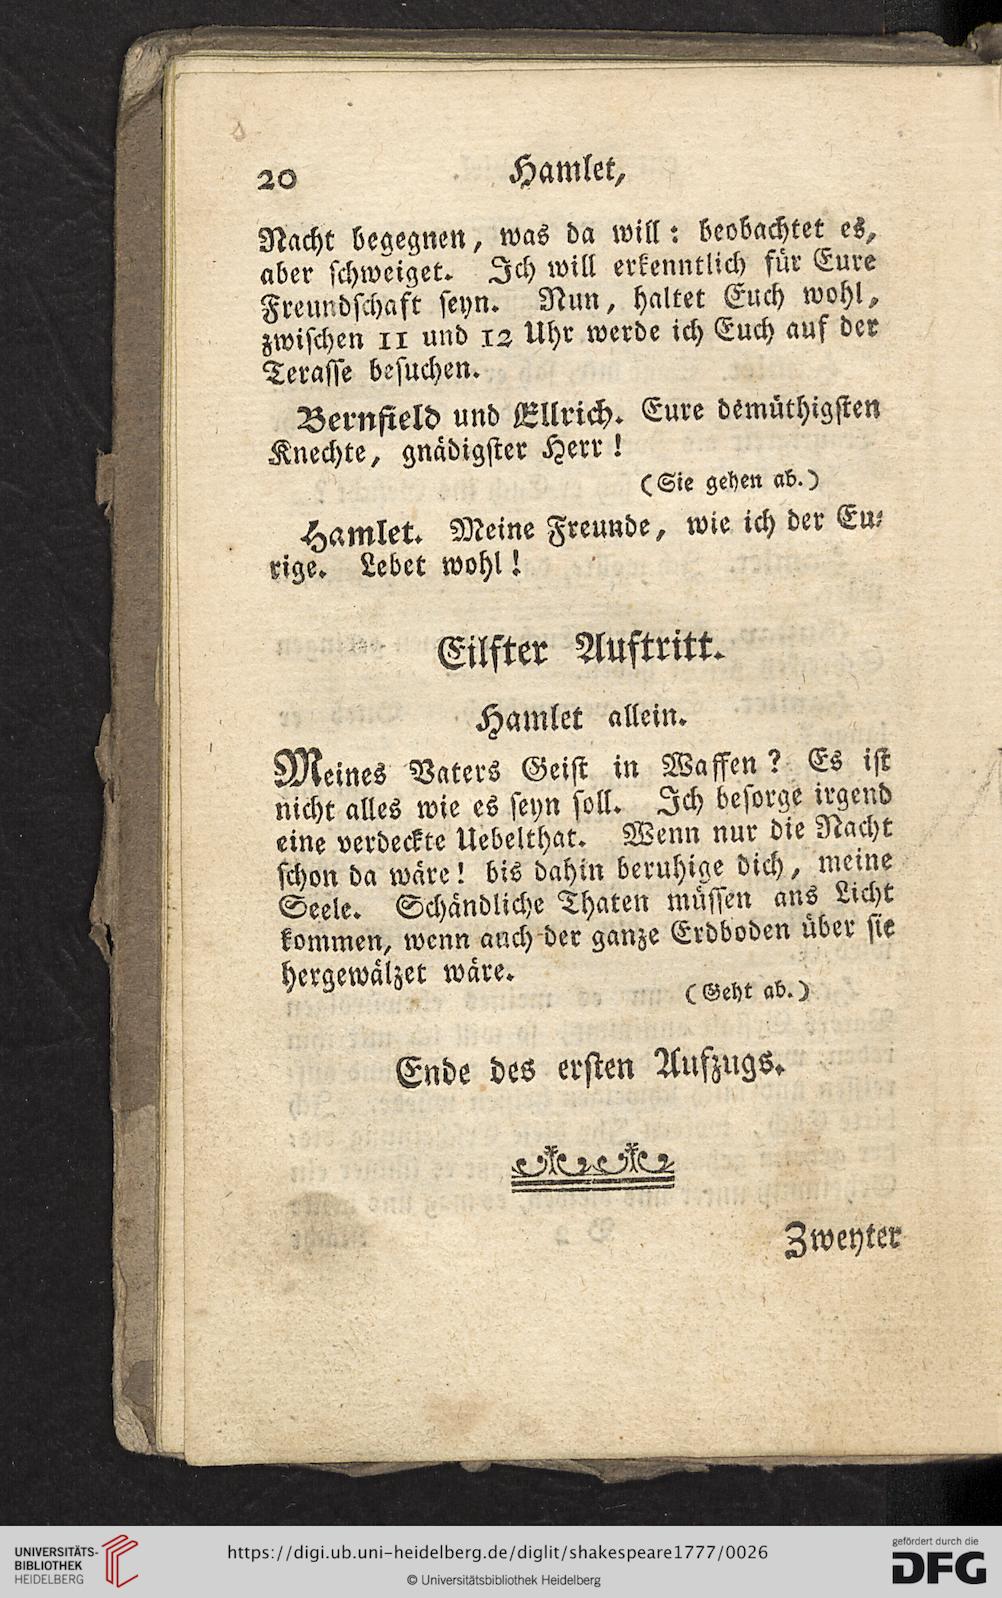 20 Hamlet,
Nacht begegnen, was da will: beobachtet es,
aber schweiget. Ich will erkenntlich für Eure
Freundschaft seyn. Nun, haltet Euch wohl,
zwischen 11 und 12 Uhr werde ich Euch auf der
Terasse besuchen.
Bernfield und Ellrich. Eure demüthigsten
Knechte, gnädigster Herr!
(Sie gehen ab.)
Hamlet. Meine Freunde, wie ich der Eu-
rige. Lebet wohl!
Eilfter Auftritt.
Hamlet allein.
Meines Vaters Geist in Waffen? Es ist
nicht alles wie es seyn soll. Ich besorge irgend
eine verdeckte Uebelthat. Wenn nur die Nacht
schon da wäre! bis dahin beruhige dich, meine
Seele. Schändliche Thaten müssen ans Licht
kommen, wenn auch der ganze Erdboden über sie
hergewälzet wäre.
(Geht ab.)
Ende des ersten Aufzugs.
Zweyter
UNIVERSITÄTS-
BIBLIOTHEK
HEIDELBERG
https://digi.ub.uni-heidelberg.de/diglit/shakespeare1777/0026
© Universitätsbibliothek Heidelberg
gefördert durch die
DFG